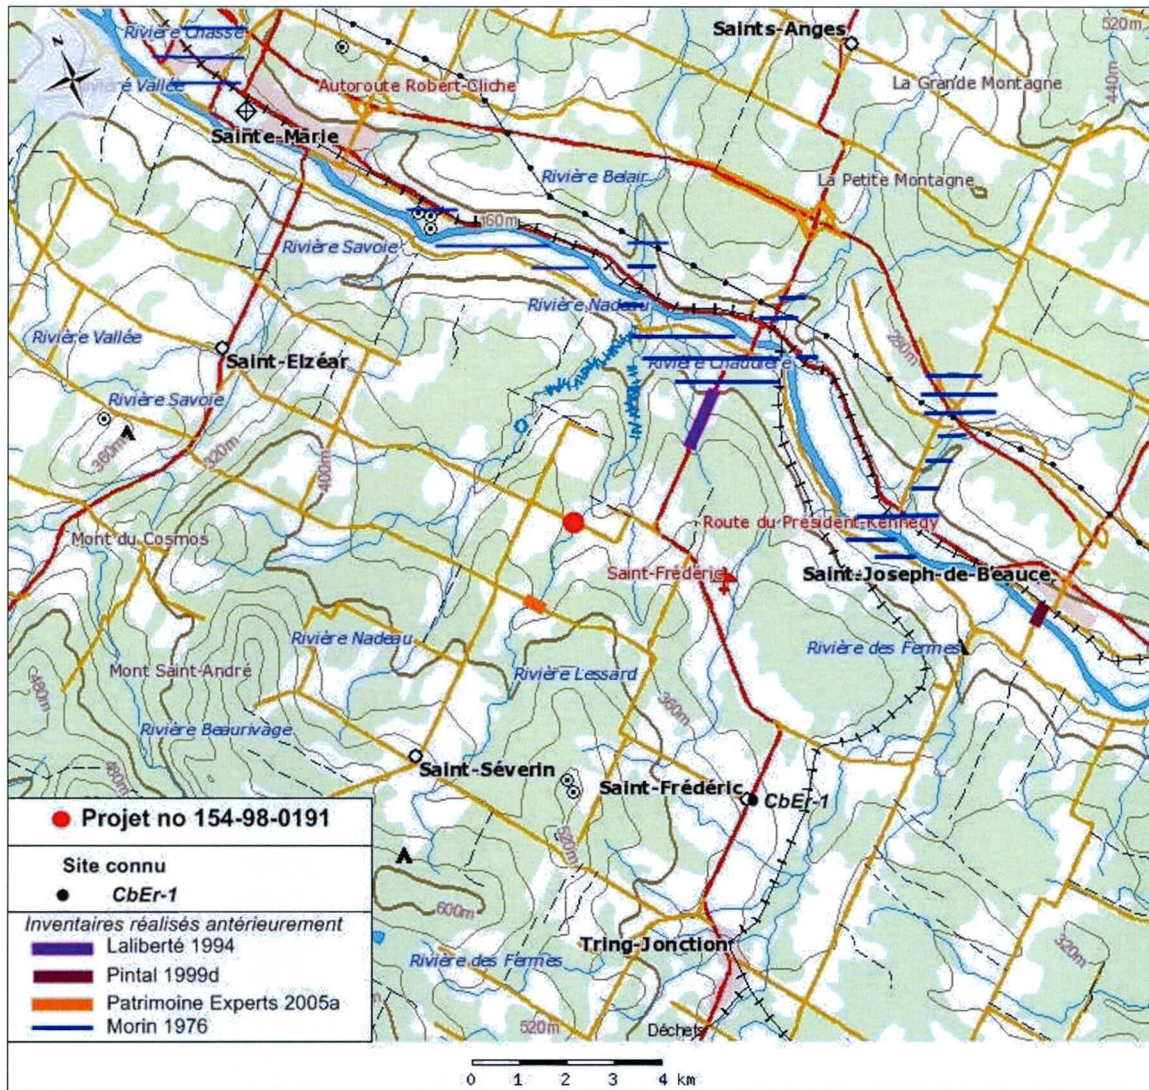 Rivière Chasse
Saints-Anges
520m
N
Rivière Vallée
Autoroute Robert-Cliche
La Grande Montagne
440m
Sainte-Marie
Rivière Belair
La Petite Montagne
160m
Rivière Savoie
Rivière Nadeau
Rivière Vallée
Saint-Elzéar
Rivière Chaudière
280m
Rivière Savoie
360m
320m
400m
Mont du Cosmos
Route du Président-Kennedy
Saint-Frédéric
Saint-Joseph-de-Beauce
Rivière Nadeau
Rivière des Fermes
Mont Saint-André
Rivière Lessard
480m
360m
Rivière Beaurivage
480m
Saint-Séverin
Saint-Frédéric
CbEr-1
520m
600m
Tring-Jonction
Rivière des Fermes
320m
520m
Déchets
Projet no 154-98-0191
Site connu
CbEr-1
Inventaires réalisés antérieurement
Laliberté 1994
Pintal 1999d
Patrimoine Experts 2005a
Morin 1976
0 1 2 3 4 km